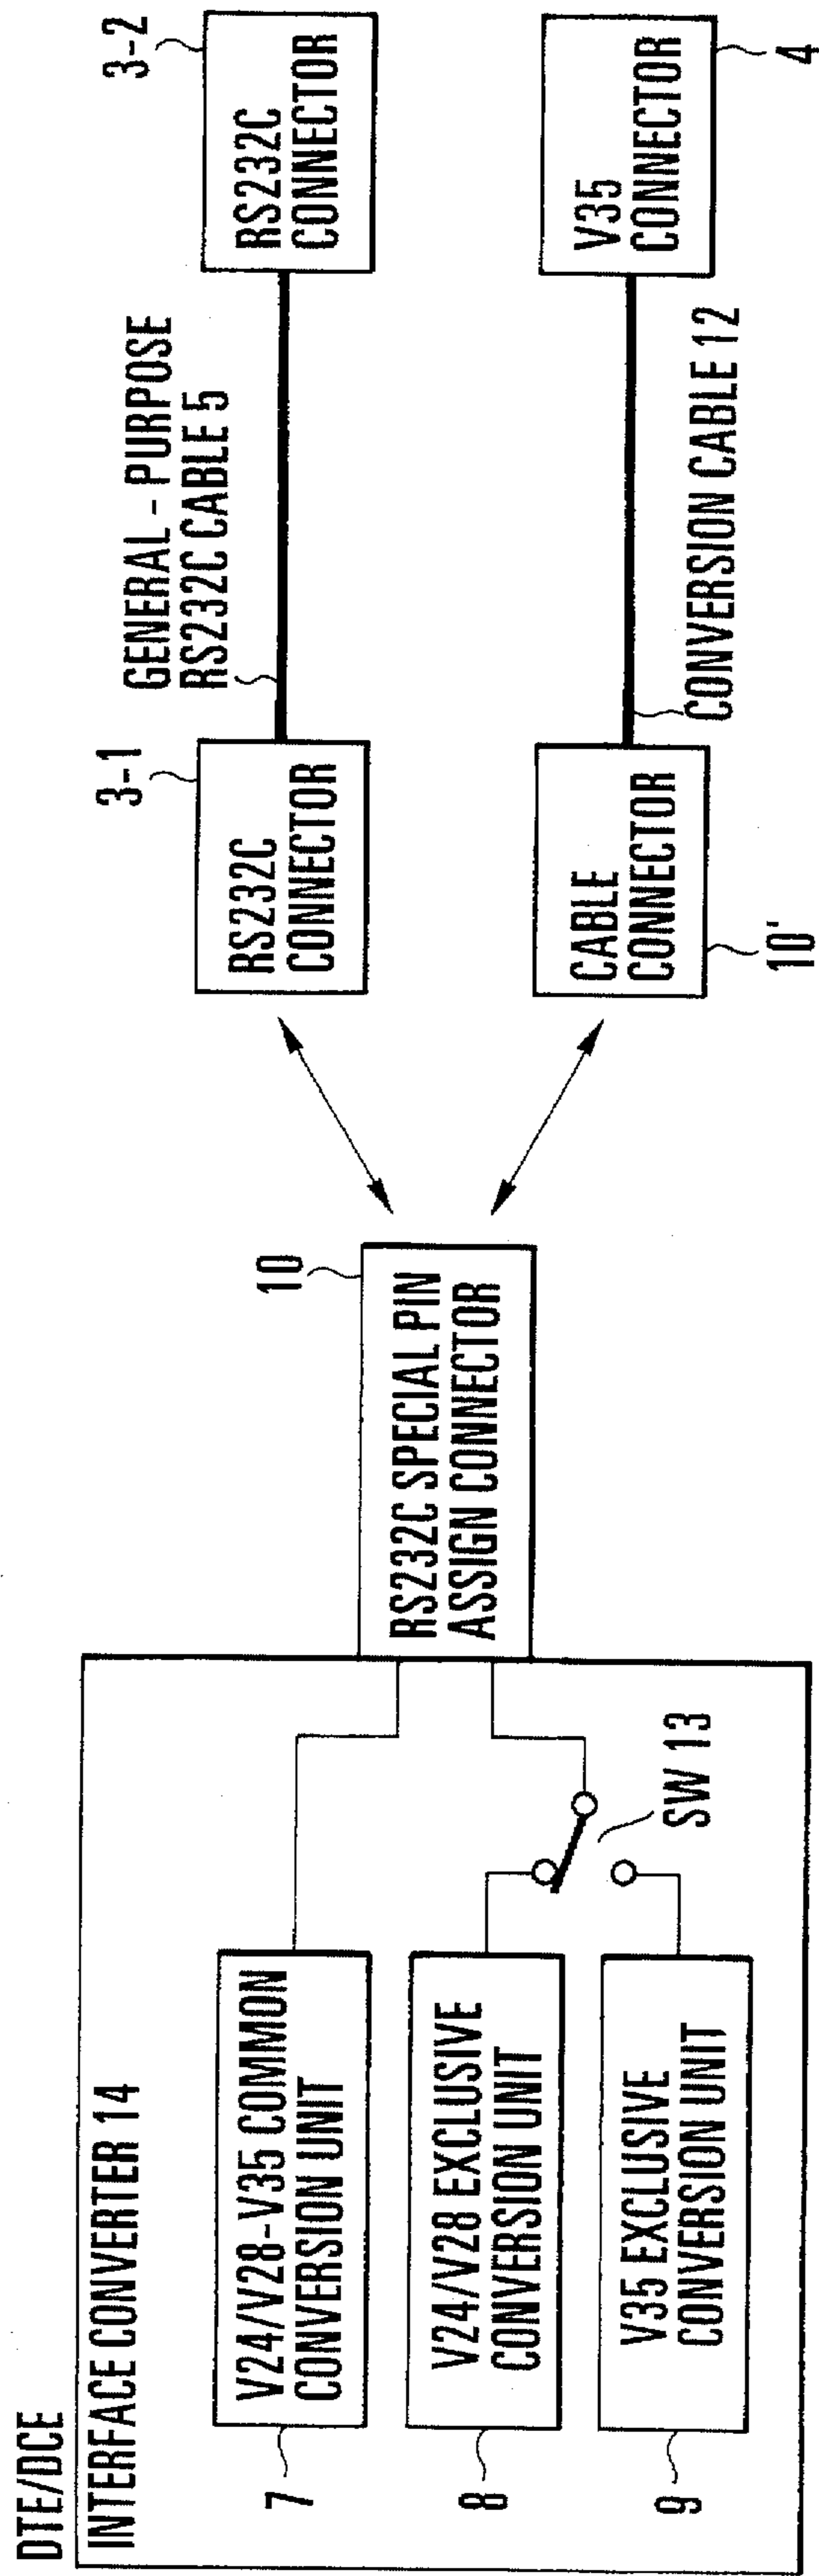 DTE/DCE
INTERFACE CONVERTER 14
7
V24/V28-V35 COMMON
CONVERSION UNIT
8
V24/V28 EXCLUSIVE
CONVERSION UNIT
9
V35 EXCLUSIVE
CONVERSION UNIT
SW 13
10
RS232C SPECIAL PIN
ASSIGN CONNECTOR
3-1
RS232C
CONNECTOR
GENERAL - PURPOSE
RS232C CABLE 5
3-2
RS232C
CONNECTOR
CABLE
CONNECTOR
10'
CONVERSION CABLE 12
V35
CONNECTOR
4